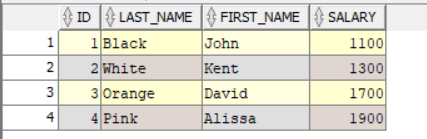 ID LAST_NAME FIRST_NAME SALARY
1 1 Black John 1100
2 2 White Kent 1300
3 3 Orange David 1700
4 4 Pink Alissa 1900